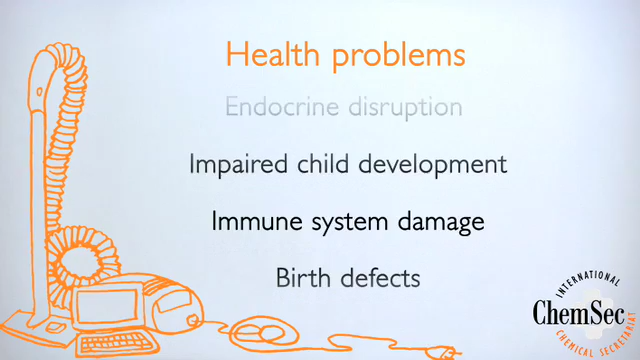 Health problems
Endocrine disruption
Impaired child development
Immune system damage
Birth defects
INTERNATIONAL
ChemSec
CHEMICAL SECRETARIAT